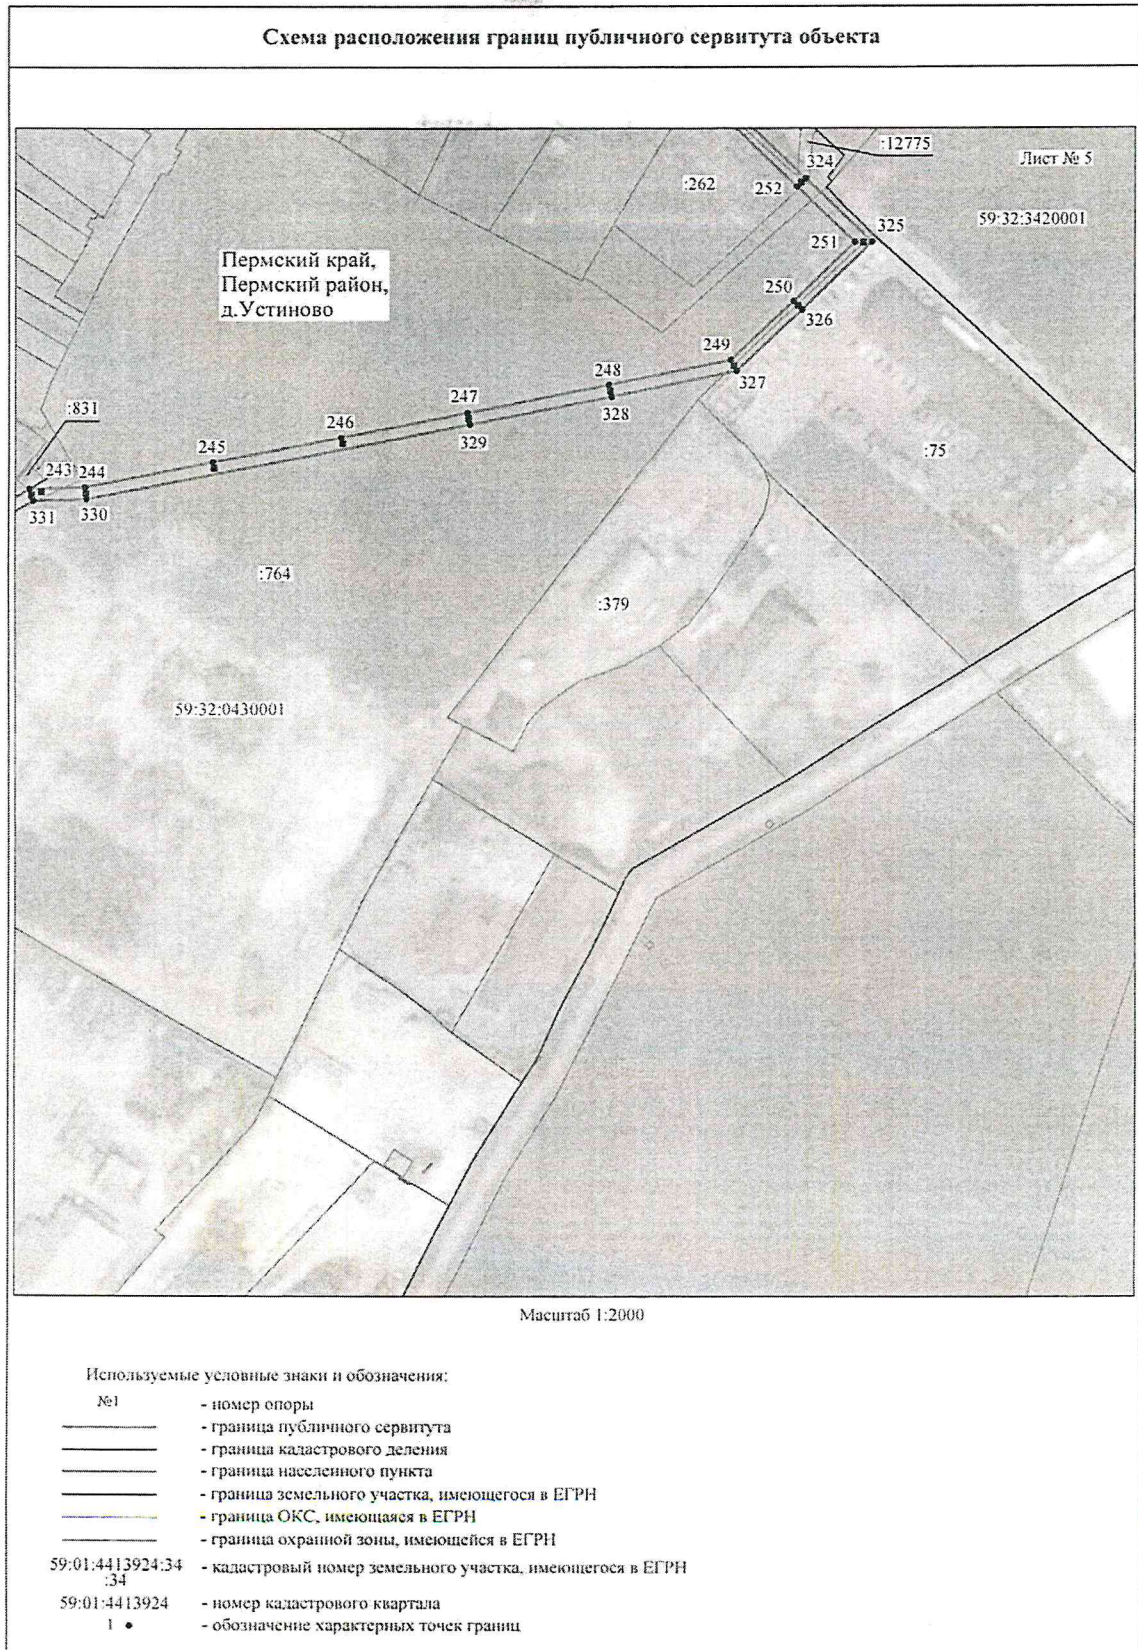 Схема расположения границ публичного сервитута объекта
:12775
324
Лист № 5
:262
252
59:32:3420001
325
251
Пермский край,
Пермский район,
д.Устиново
250
326
249
327
248
328
247
329
:831
246
245
:75
243
244
331
330
:764
:379
59:32:0430001
Масштаб 1:2000
Используемые условные знаки и обозначения:
№1 - номер опоры
- граница публичного сервитута
- граница кадастрового деления
- граница населенного пункта
- граница земельного участка, имеющегося в ЕГРН
- граница ОКС, имеющаяся в ЕГРН
- граница охранной зоны, имеющейся в ЕГРН
59:01:4413924:34 - кадастровый номер земельного участка, имеющегося в ЕГРН
:34
59:01:4413924 - номер кадастрового квартала
1 - обозначение характерных точек границ